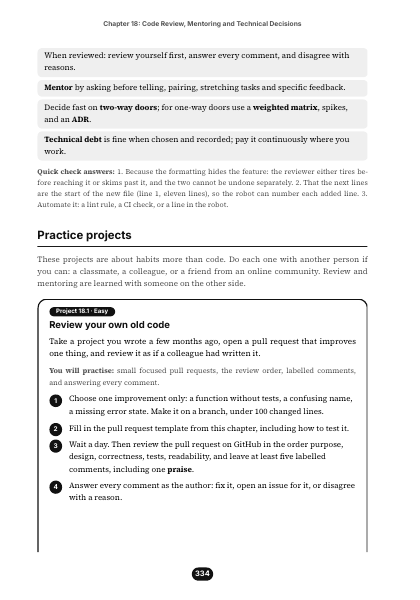 Chapter 18: Code Review, Mentoring and Technical Decisions
When reviewed: review yourself first, answer every comment, and disagree with
reasons.
Mentor by asking before telling, pairing, stretching tasks and specific feedback.
Decide fast on two-way doors; for one-way doors use a weighted matrix, spikes,
and an ADR.
Technical debt is fine when chosen and recorded; pay it continuously where you
work.
Quick check answers: 1. Because the formatting hides the feature: the reviewer either tires be-
fore reaching it or skims past it, and the two cannot be undone separately. 2. That the next lines
are the start of the new file (line 1, eleven lines), so the robot can number each added line. 3.
Automate it: a lint rule, a CI check, or a line in the robot.
Practice projects
These projects are about habits more than code. Do each one with another person if
you can: a classmate, a colleague, or a friend from an online community. Review and
mentoring are learned with someone on the other side.
Project 18.1 · Easy
Review your own old code
Take a project you wrote a few months ago, open a pull request that improves
one thing, and review it as if a colleague had written it.
You will practise: small focused pull requests, the review order, labelled comments,
and answering every comment.
1 Choose one improvement only: a function without tests, a confusing name,
a missing error state. Make it on a branch, under 100 changed lines.
2 Fill in the pull request template from this chapter, including how to test it.
3 Wait a day. Then review the pull request on GitHub in the order purpose,
design, correctness, tests, readability, and leave at least five labelled
comments, including one praise.
4 Answer every comment as the author: fix it, open an issue for it, or disagree
with a reason.
334